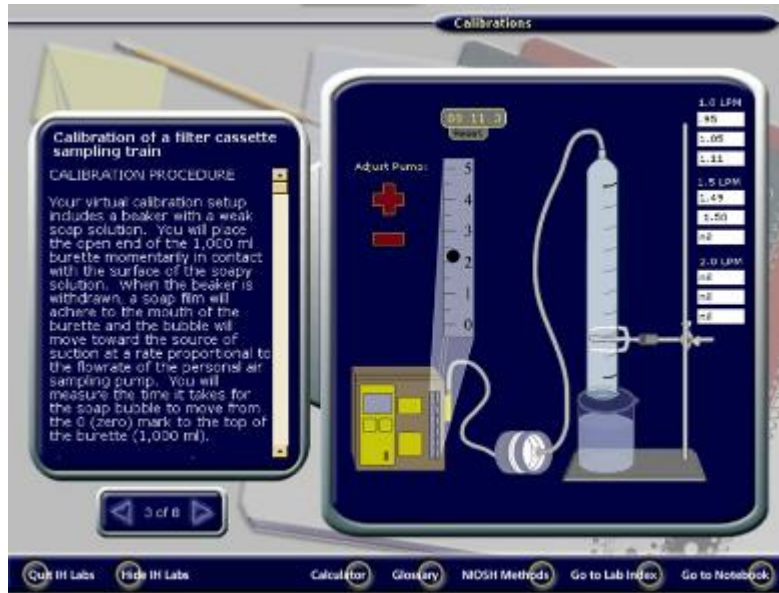 Calibrations
Calibration of a filter cassette
sampling train
CALIBRATION PROCEDURE
Your virtual calibration setup
includes a beaker with a weak
soap solution. You will place
the open end of the 1,000 ml
burette momentarily in contact
with the surface of the soapy
solution. When the beaker is
withdrawn, a soap film will
adhere to the mouth of the
burette and the bubble will
move toward the source of
suction at a rate proportional to
the flowrate of the personal air
sampling pump. You will
measure the time it takes for
the soap bubble to move from
the 0 (zero) mark to the top of
the burette (1,000 ml).
3 of 8
00 11 3
Reset
Adjust Pump:
5
4
3
2
1
0
1.0 LPM
.95
1.05
1.11
1.5 LPM
1.49
1.50
n2
2.0 LPM
n2
n2
n2
Quit IH Labs
Hide IH Labs
Calculator
Glossary
NIOSH Methods
Go to Lab Index
Go to Notebook